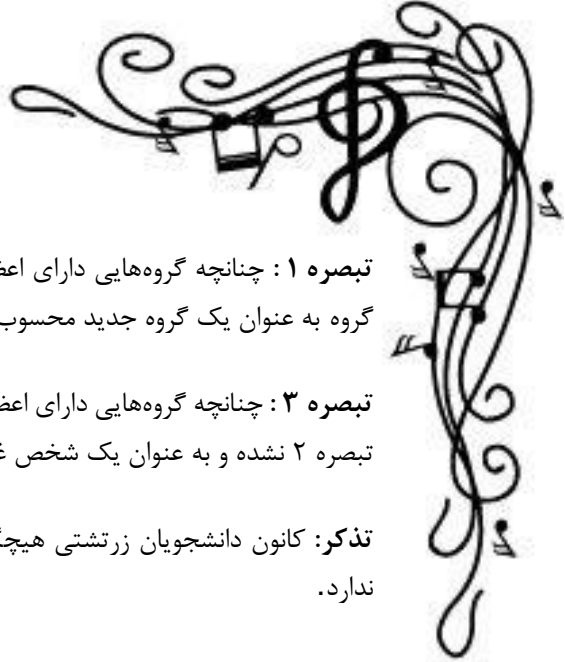 تبصره ۱: چنانچه گروه‌هایی دارای
گروه به عنوان یک گروه جدید محسوب
تبصره ۳: چنانچه گروه‌هایی دارای
تبصره ۲ نشده و به عنوان یک شخص
تذکر: کانون دانشجویان زرتشتی
ندارد.